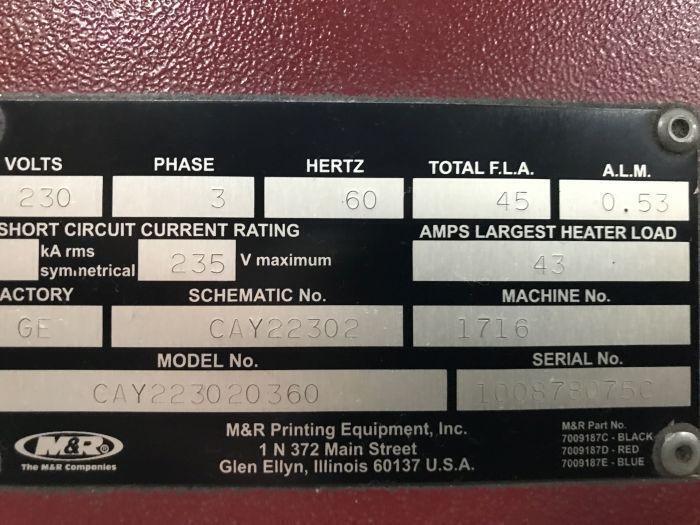 VOLTS PHASE HERTZ TOTAL F.L.A. A.L.M.
230 3 60 45 0.53
SHORT CIRCUIT CURRENT RATING AMPS LARGEST HEATER LOAD
kA rms
symmetrical 235 V maximum 43
ACTORY SCHEMATIC No. MACHINE No.
GE CAY22302 1716
MODEL No. SERIAL No.
CAY223020360 100878075C
M&R®
The M&R Companies
M&R Printing Equipment, Inc.
1 N 372 Main Street
Glen Ellyn, Illinois 60137 U.S.A.
M&R Part No.
7009187C - BLACK
7009187D - RED
7009187E - BLUE